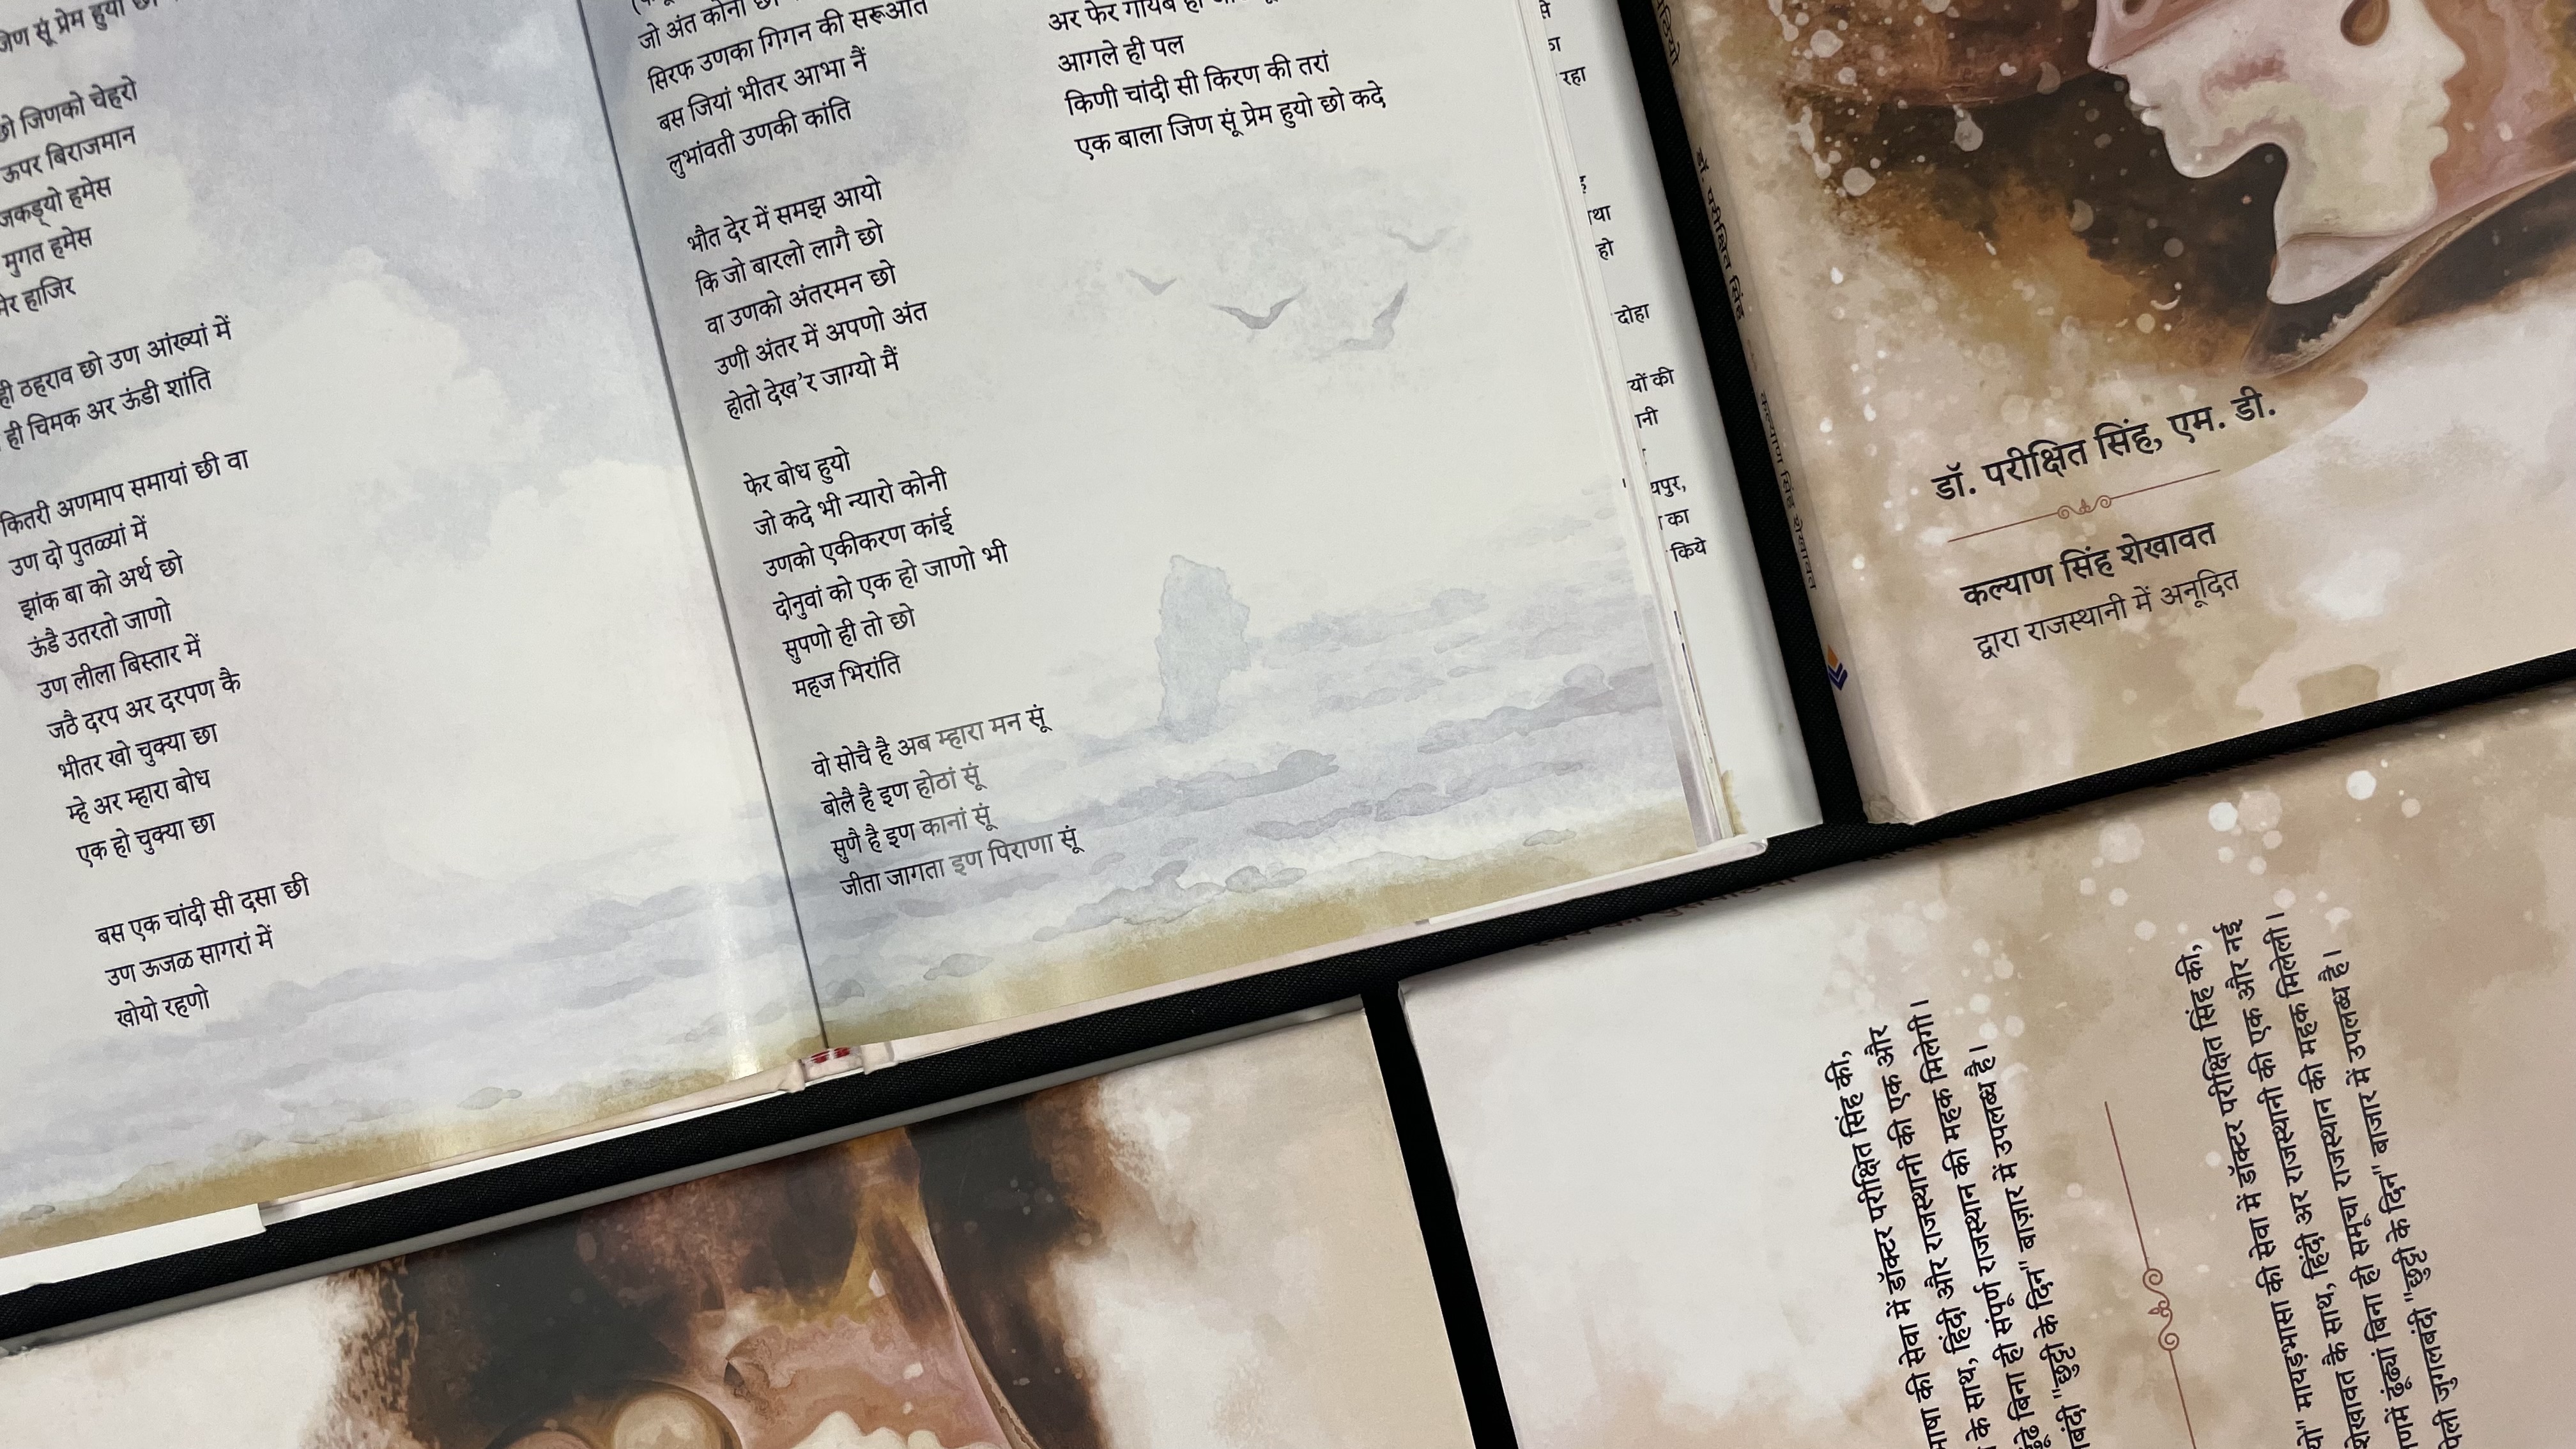 जिण सूं प्रेम हुयो
जिणको चेहरो
ऊपर बिराजमान
जकड़्यो हमेस
मुगत हमेस
हाजिर
ही ठहराव छो उण आंख्यां में
ही चिमक अर ऊंडी शांति
कितरी अणमाप समायां छी वा
उण दो पुतळ्यां में
झांक बा को अर्थ छो
ऊंडै उतरतो जाणो
उण लीला बिस्तार में
जठै दरप अर दरपण कै
भीतर खो चुक्या छा
म्हे अर म्हारा बोध
एक हो चुक्या छा
बस एक चांदी सी दसा छी
उण ऊजळ सागरां में
खोयो रहणो
जो अंत कोनी
सिरफ उणका गिगन की सरूआत
बस जियां भीतर आभा नैं
लुभांवती उणकी कांति
भौत देर में समझ आयो
कि जो बारलो लागै छो
वा उणको अंतरमन छो
उणी अंतर में अपणो अंत
होतो देख'र जाग्यो मैं
फेर बोध हुयो
जो कदे भी न्यारो कोनी
उणको एकीकरण कांई
दोनुवां को एक हो जाणो भी
सुपणो ही तो छो
महज भिरांति
वो सोचै है अब म्हारा मन सूं
बोलै है इण होठां सूं
सुणै है इण कानां सूं
जीता जागता इण पिराणा सूं
अर फेर गायब
आगले ही पल
किणी चांदी सी किरण की तरां
एक बाला जिण सूं प्रेम हुयो छो कदे
रहा
हो
दोहा
की
का
किये
डॉ. परीक्षित सिंह
कल्याण सिंह शेखावत
डॉ. परीक्षित सिंह, एम. डी.
कल्याण सिंह शेखावत
द्वारा राजस्थानी में अनूदित
की सेवा में डॉक्टर परीक्षित सिंह की,
के साथ, हिंदी और राजस्थानी की एक और
बिना ही संपूर्ण राजस्थान की महक मिलेगी।
"छुट्टी के दिन" बाज़ार में उपलब्ध है।
मायड़भासा की सेवा में डॉक्टर परीक्षित सिंह की,
शेखावत कै साथ, हिंदी अर राजस्थानी की एक और नई
ढूंढ्यां बिना ही समूचा राजस्थान की महक मिलेली।
जुगलबंदी "छुट्टी के दिन" बाजार में उपलब्ध है।